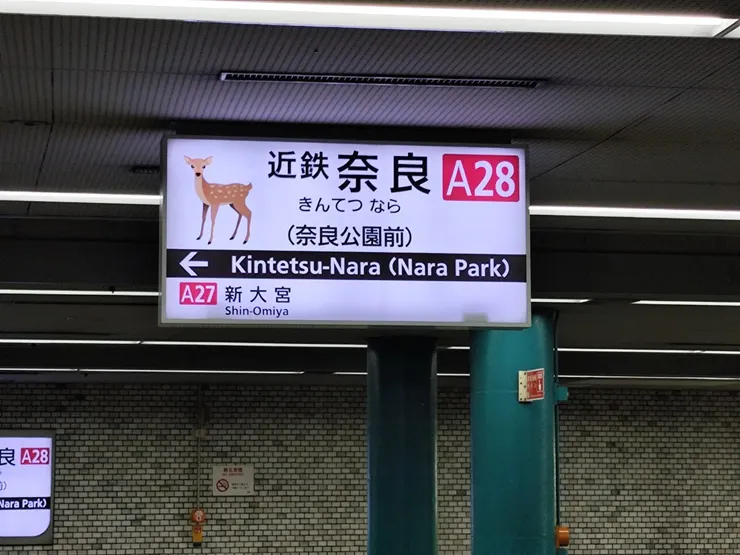 近鉄 奈良 A28
きんてつ なら
(奈良公園前)
← Kintetsu-Nara (Nara Park)
A27 新大宮
Shin-Omiya
良 A28
Nara Park)